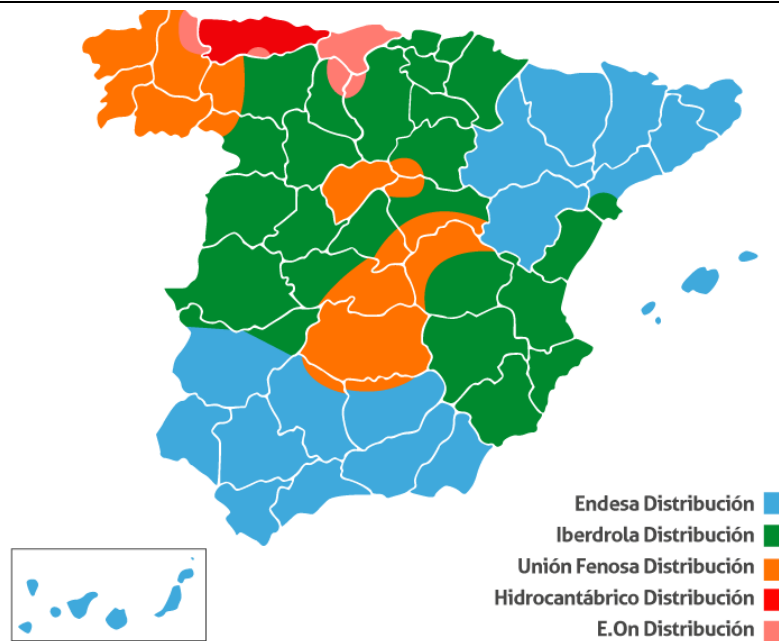 Endesa Distribución
Iberdrola Distribución
Unión Fenosa Distribución
Hidrocantábrico Distribución
E.On Distribución